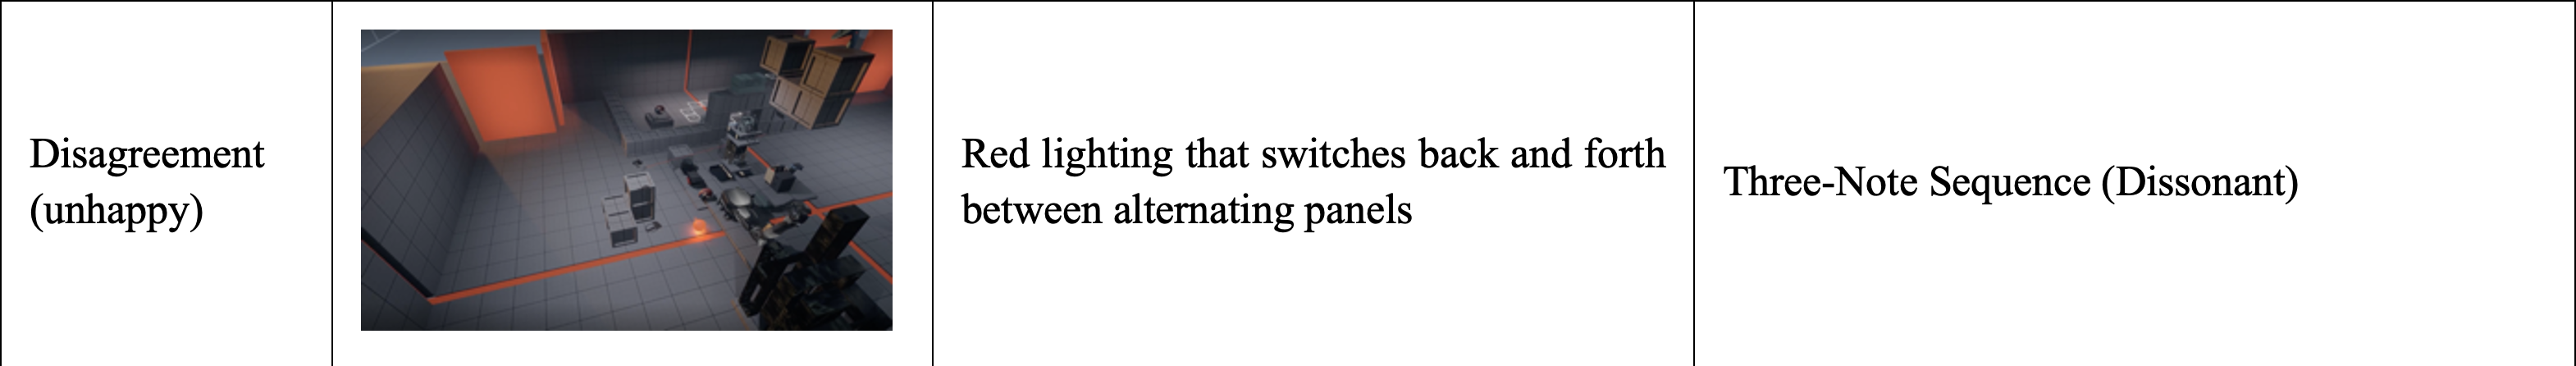 Disagreement
(unhappy)
Red lighting that switches back and forth
between alternating panels
Three-Note Sequence (Dissonant)